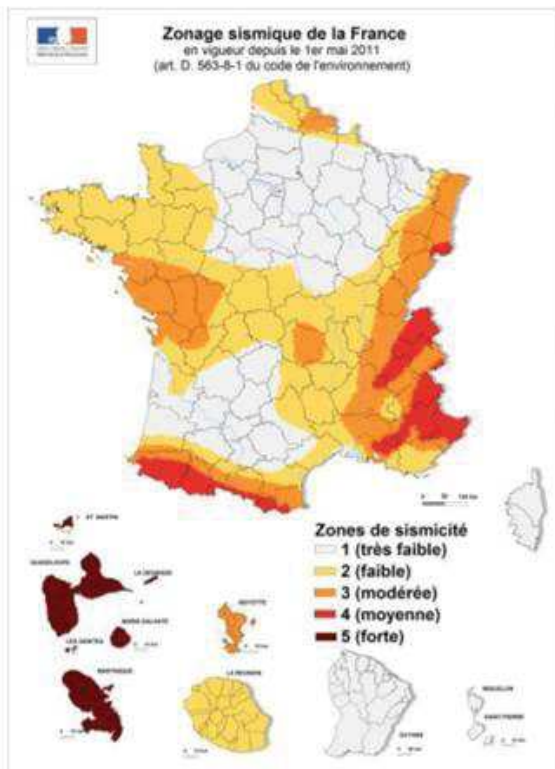 Zonage sismique de la France
en vigueur depuis le 1er mai 2011
(art. D. 563-8-1 du code de l'environnement)
Zones de sismicité
1 (très faible)
2 (faible)
3 (modérée)
4 (moyenne)
5 (forte)
ST MARTIN
GUADELOUPE
LA DESIRADE
MARIE GALANTE
LES SAINTES
MARTINIQUE
MAYOTTE
LA REUNION
GUYANE
MIQUELON
SAINT PIERRE